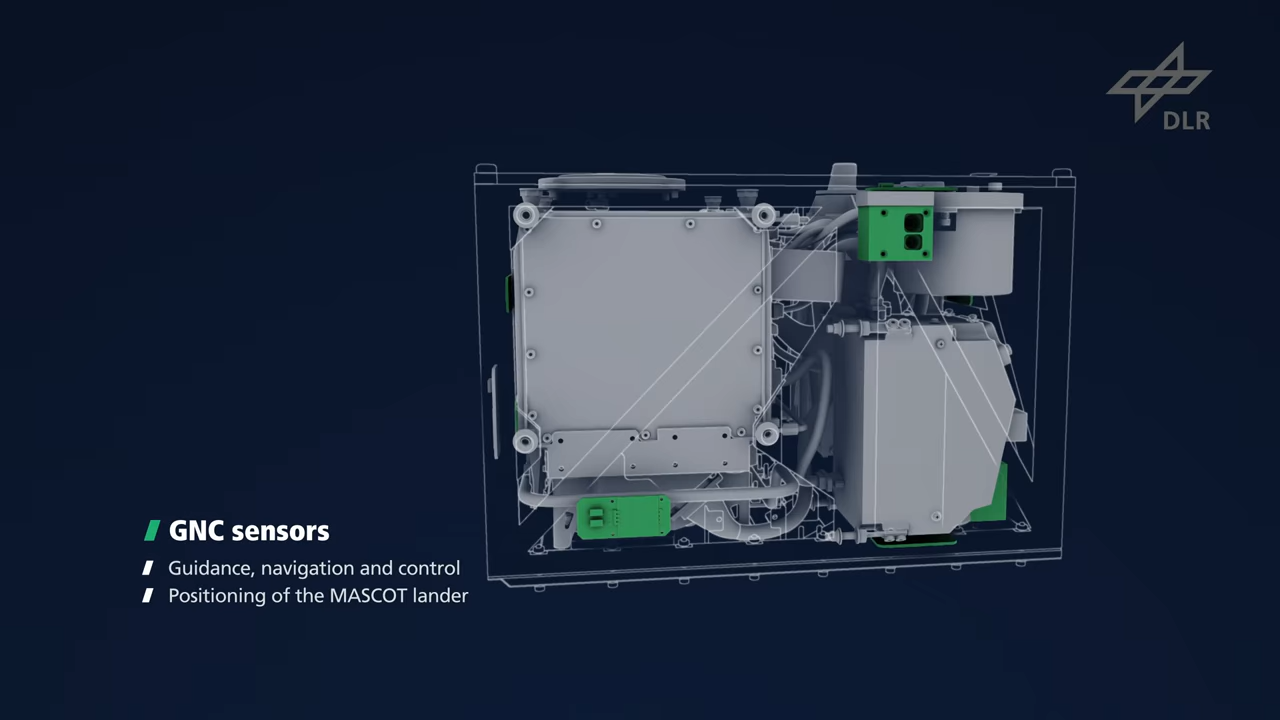 DLR
GNC sensors
Guidance, navigation and control
Positioning of the MASCOT lander